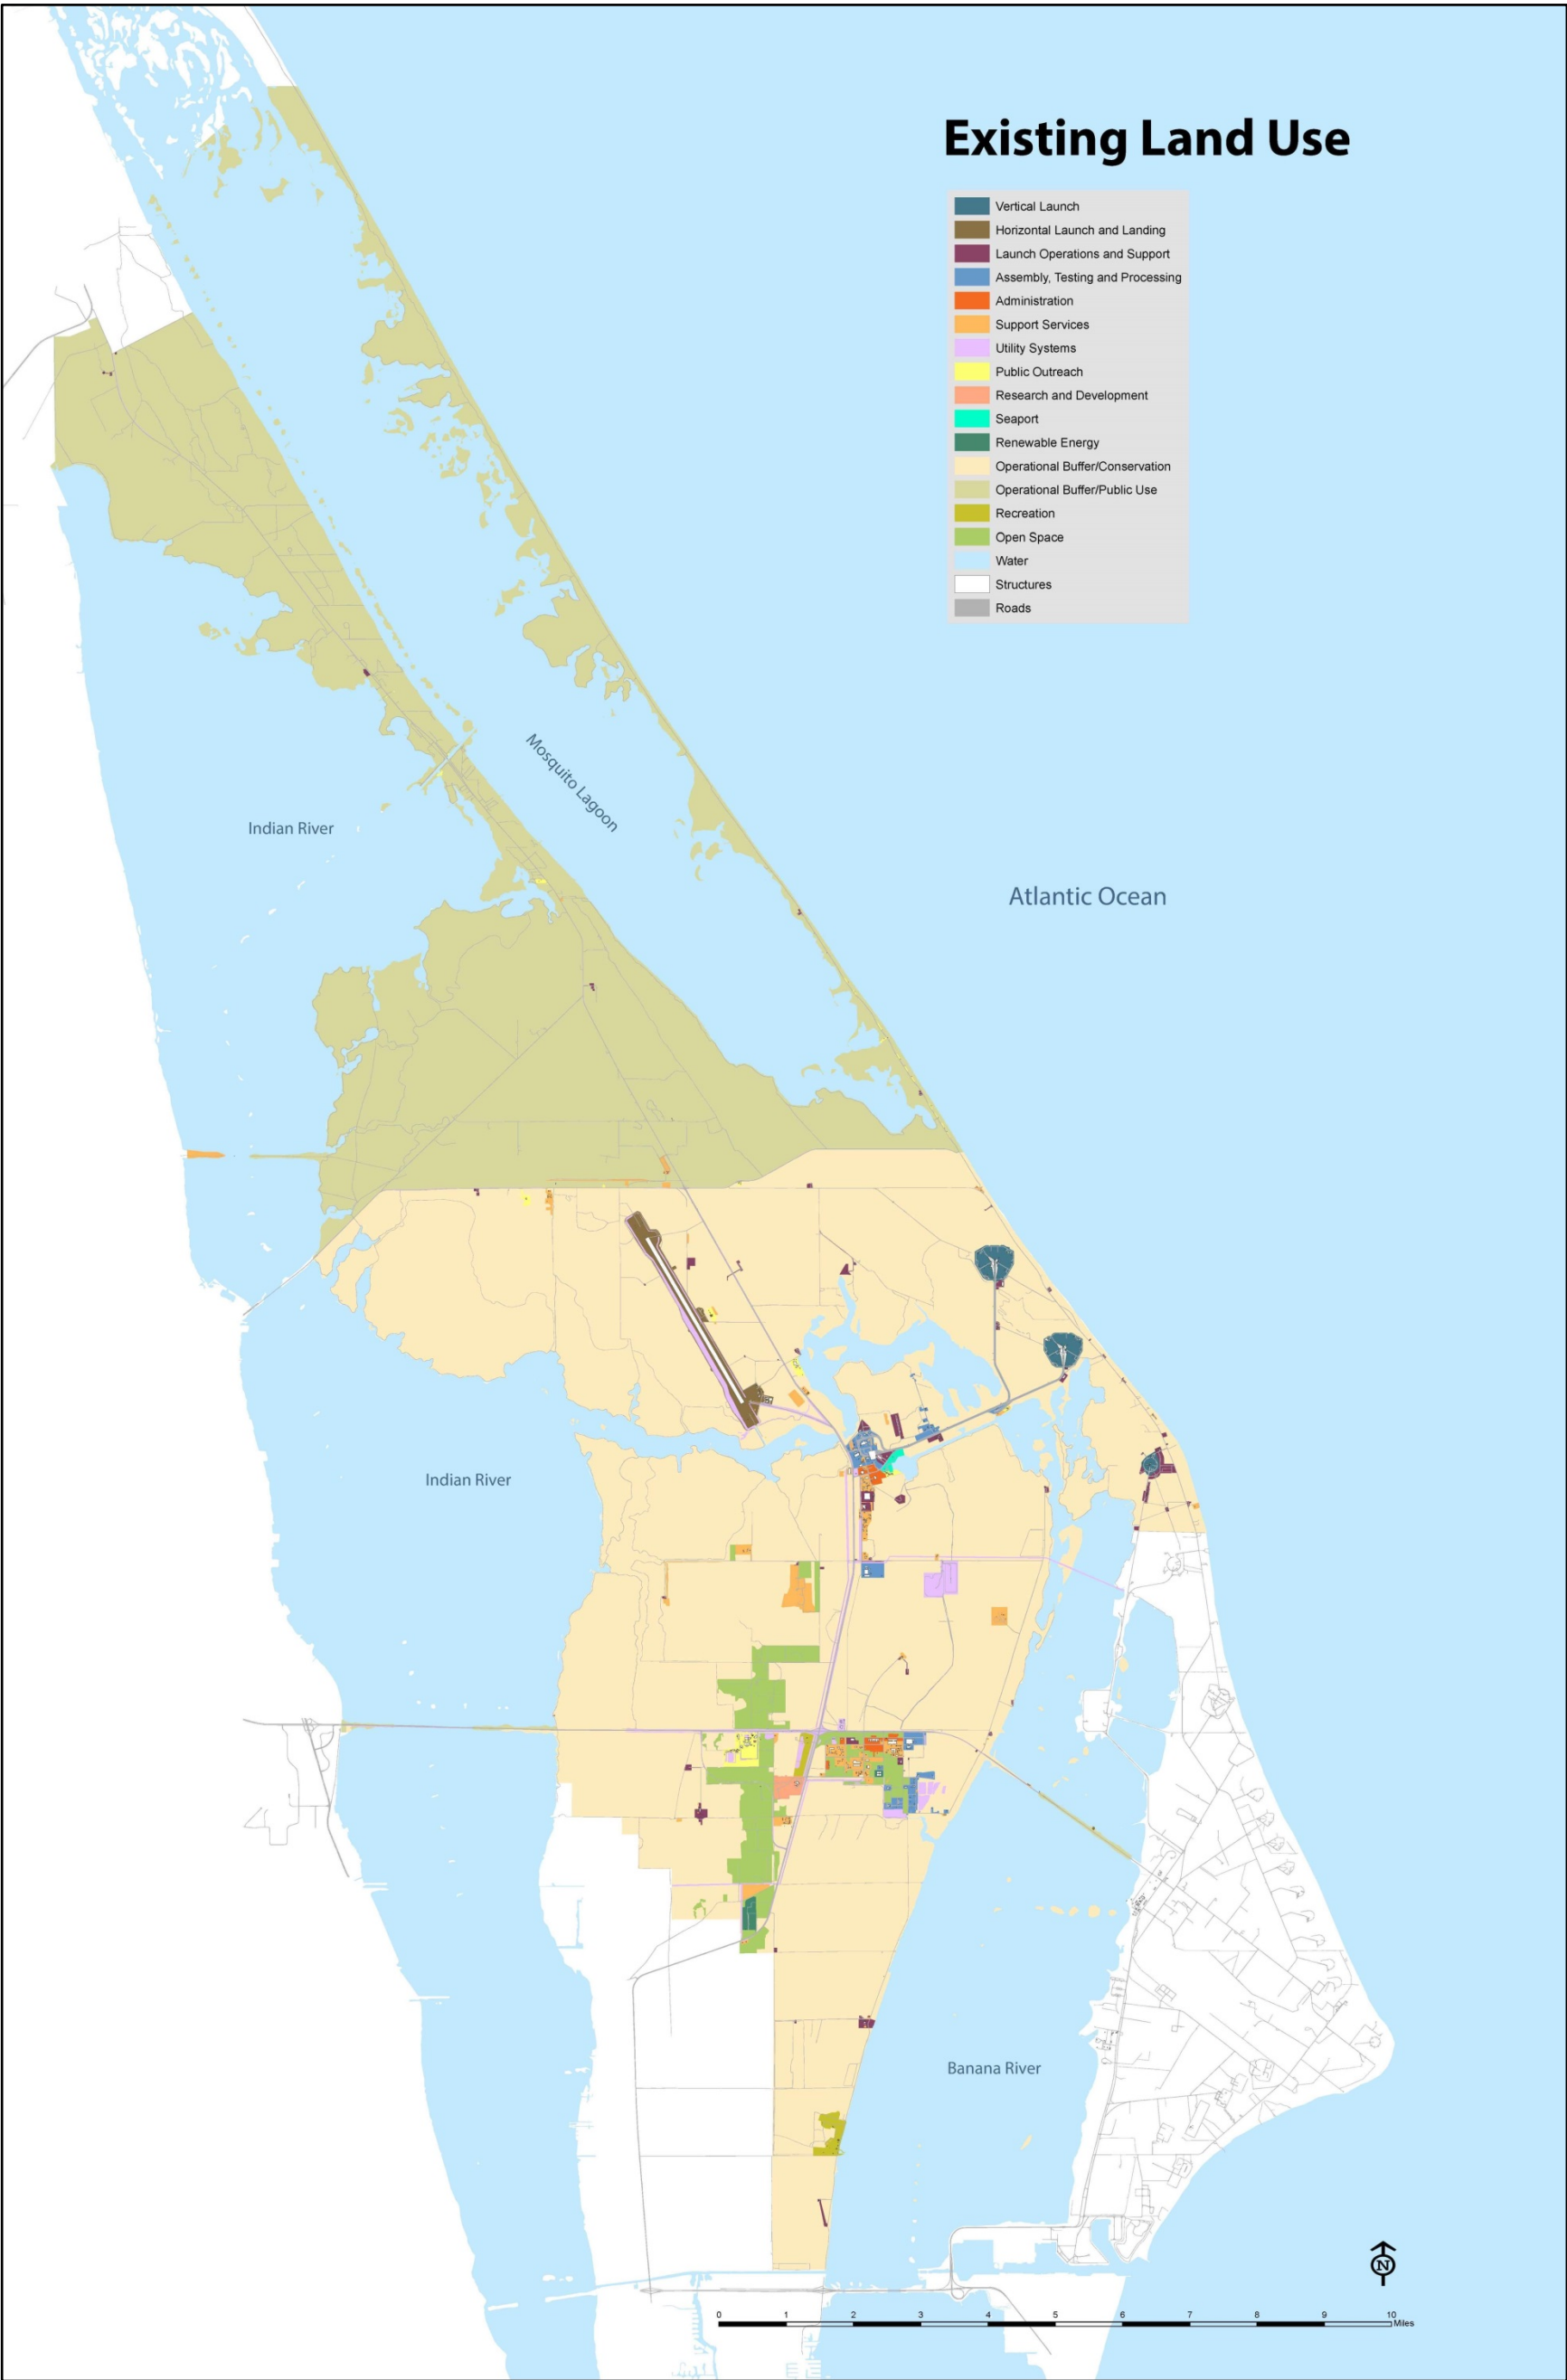 Existing Land Use
Vertical Launch
Horizontal Launch and Landing
Launch Operations and Support
Assembly, Testing and Processing
Administration
Support Services
Utility Systems
Public Outreach
Research and Development
Seaport
Renewable Energy
Operational Buffer/Conservation
Operational Buffer/Public Use
Recreation
Open Space
Water
Structures
Roads
Mosquito Lagoon
Indian River
Atlantic Ocean
Indian River
Banana River
N
0 1 2 3 4 5 6 7 8 9 10
Miles